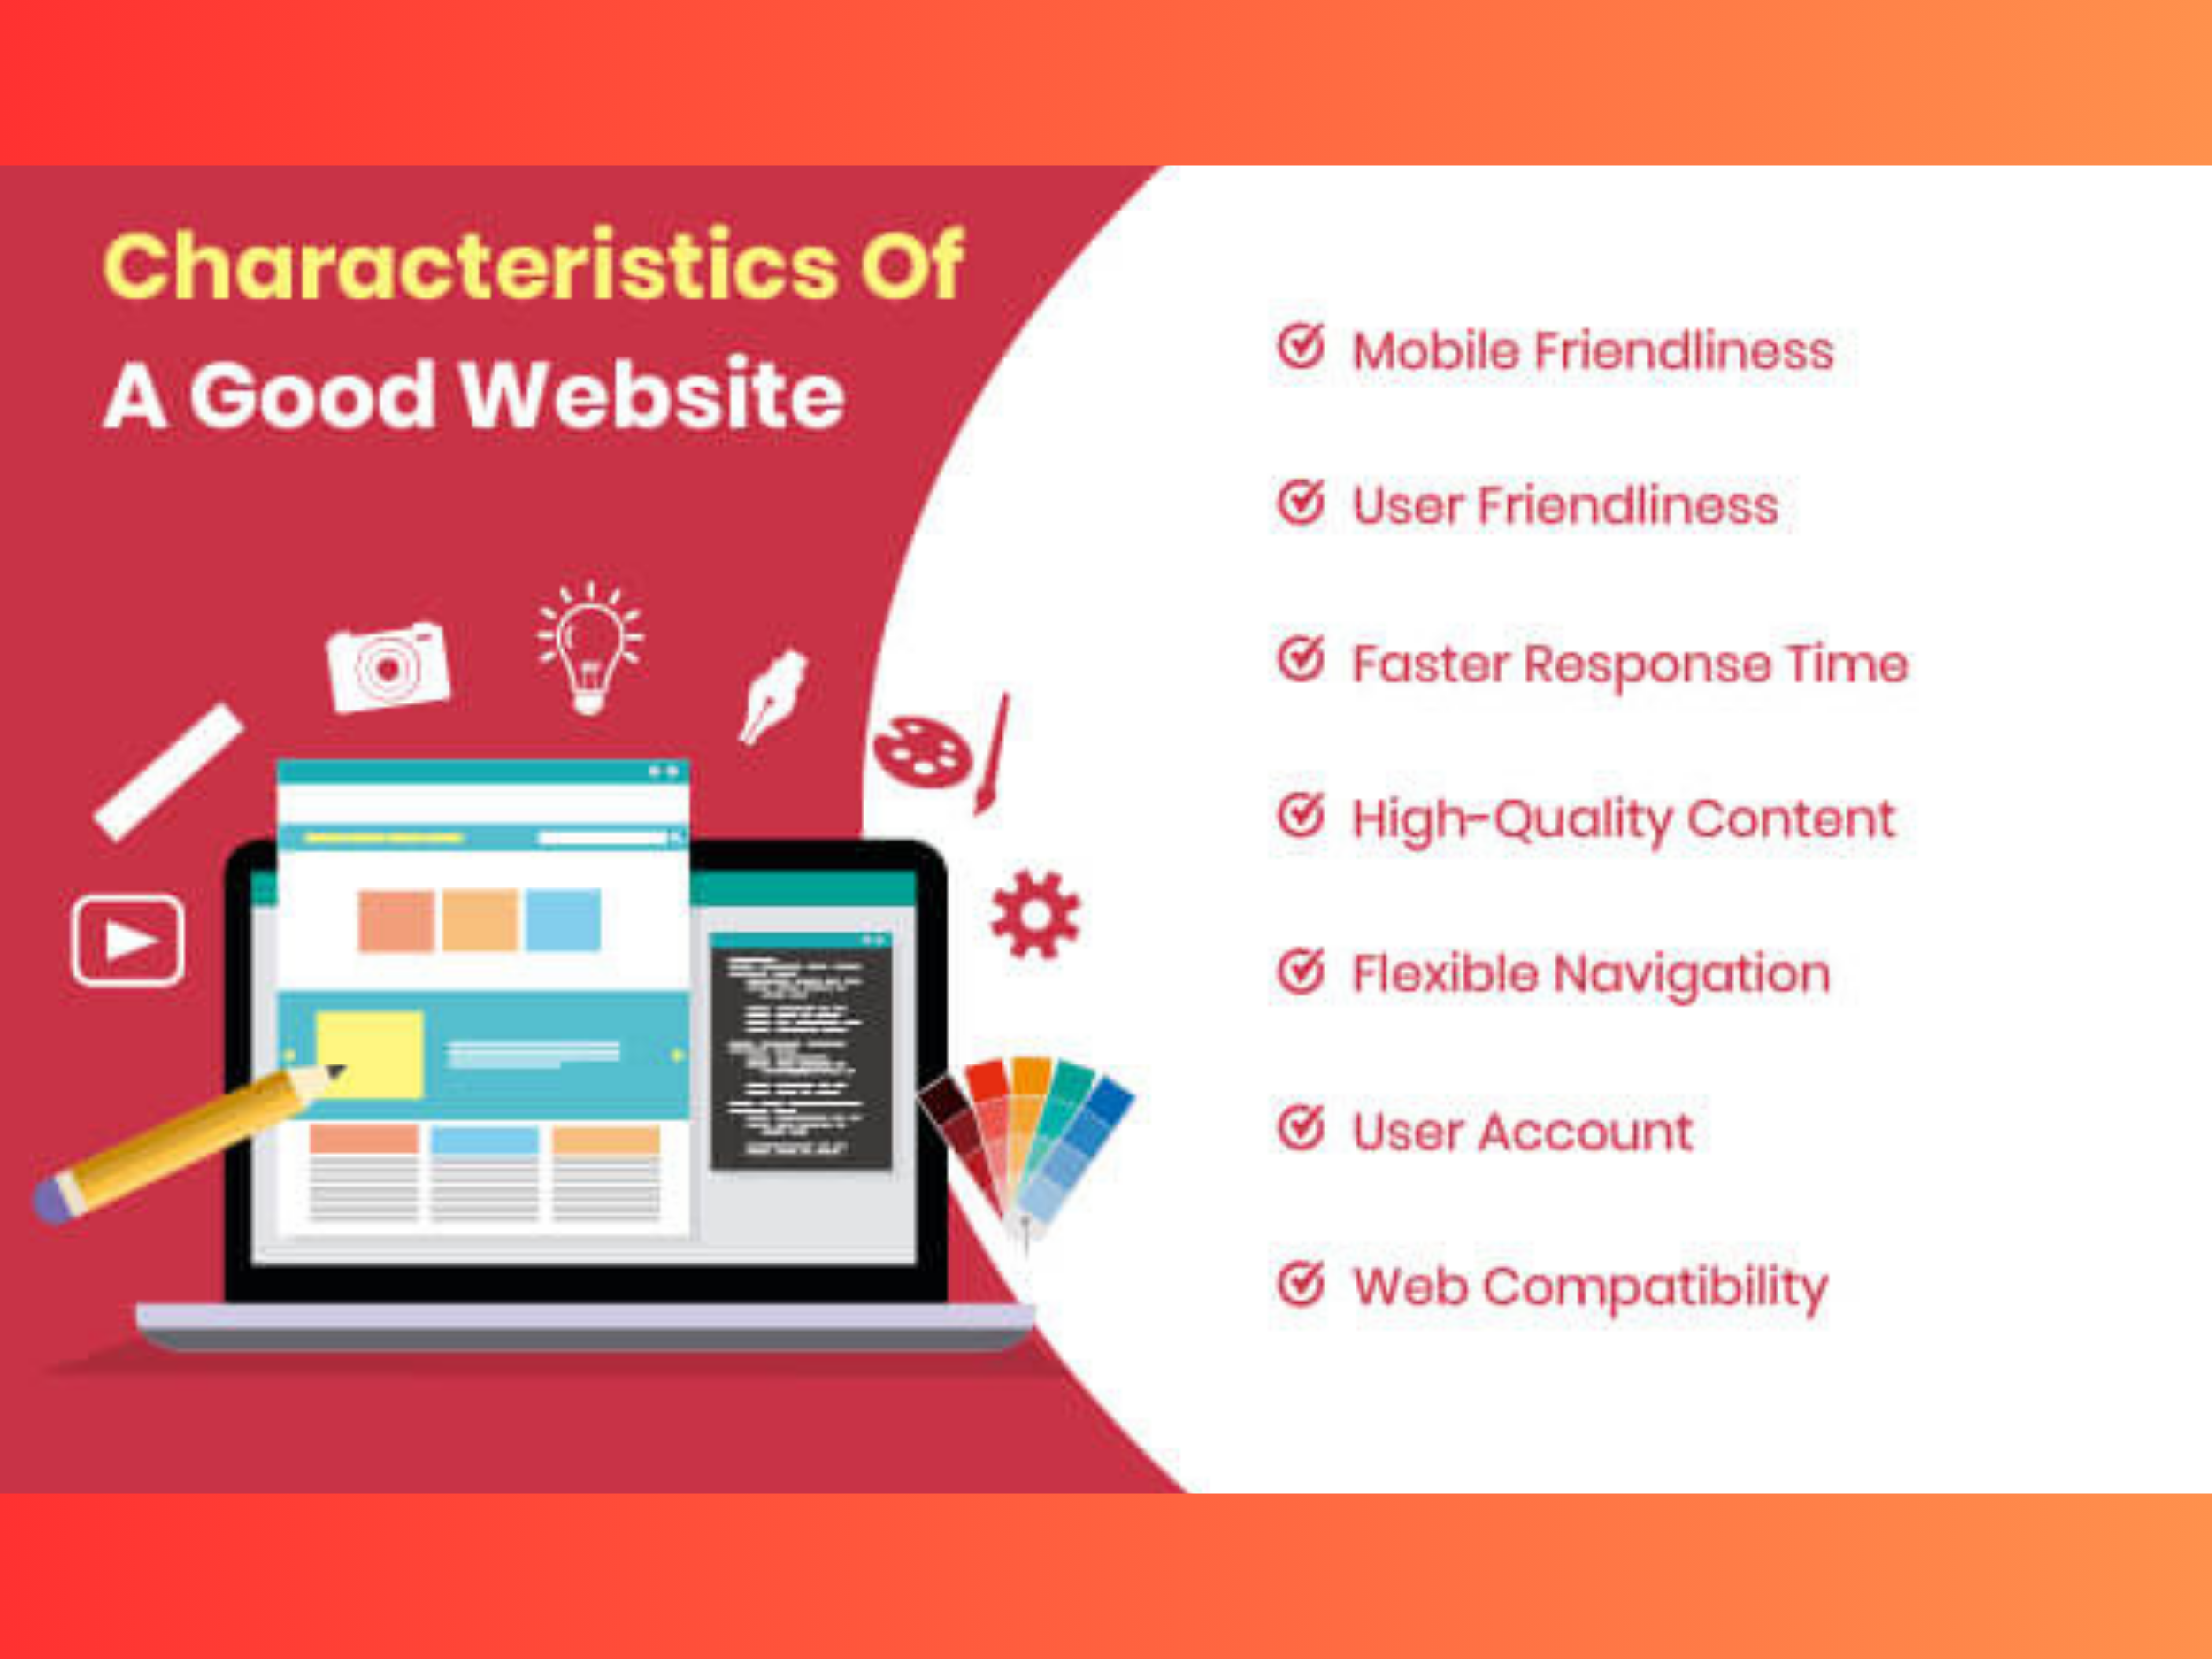 Characteristics Of
A Good Website
Mobile Friendliness
User Friendliness
Faster Response Time
High-Quality Content
Flexible Navigation
User Account
Web Compatibility